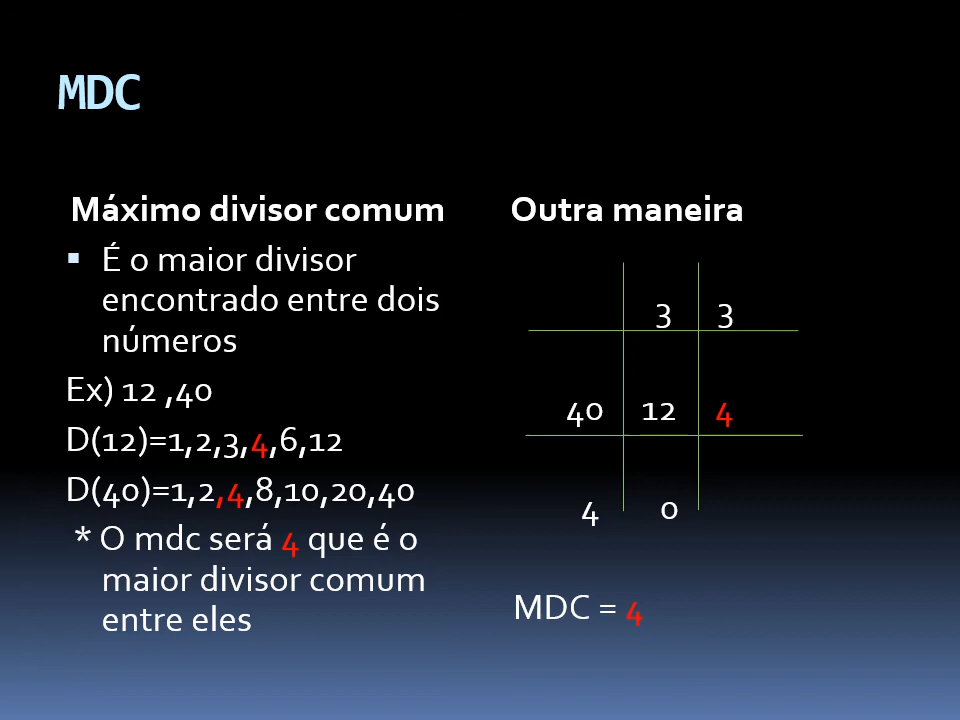 MDC
Máximo divisor comum
É o maior divisor
encontrado entre dois
números
Ex) 12 ,40
D(12)=1,2,3,4,6,12
D(40)=1,2,4,8,10,20,40
* O mdc será 4 que é o
maior divisor comum
entre eles
Outra maneira
3 3
40 12 4
4 0
MDC = 4